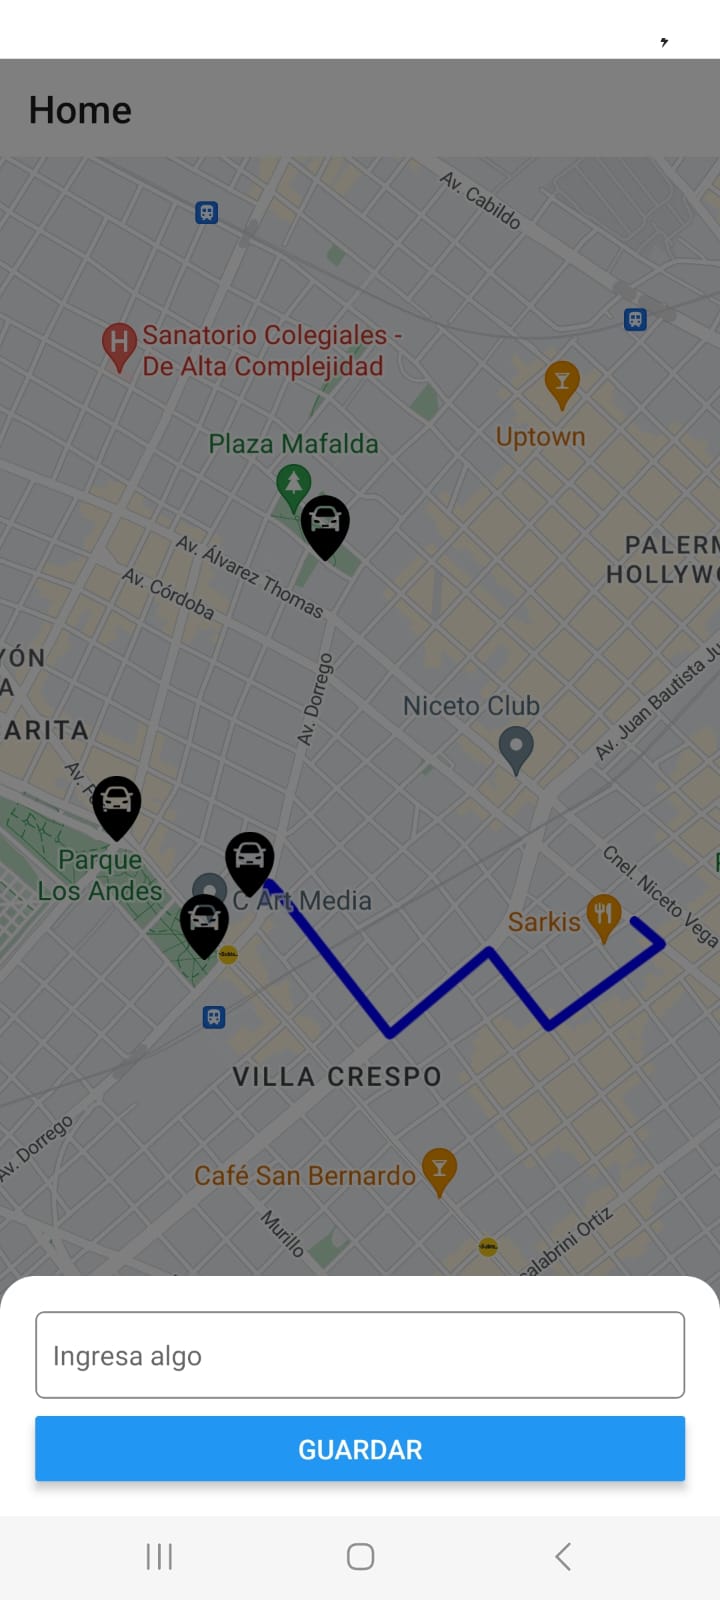 Home
Av. Cabildo
Sanatorio Colegiales -
De Alta Complejidad
Uptown
Plaza Mafalda
Av. Álvarez Thomas
Av. Córdoba
PALERM
HOLLYWO
YÓN
A
ARITA
Av. Dorrego
Niceto Club
Av. Juan Bautista Ju
Av.
Parque
Los Andes
C Art Media
Cnel. Niceto Vega
Sarkis
VILLA CRESPO
Av. Dorrego
Café San Bernardo
Murillo
calabrini Ortiz
Ingresa algo
GUARDAR